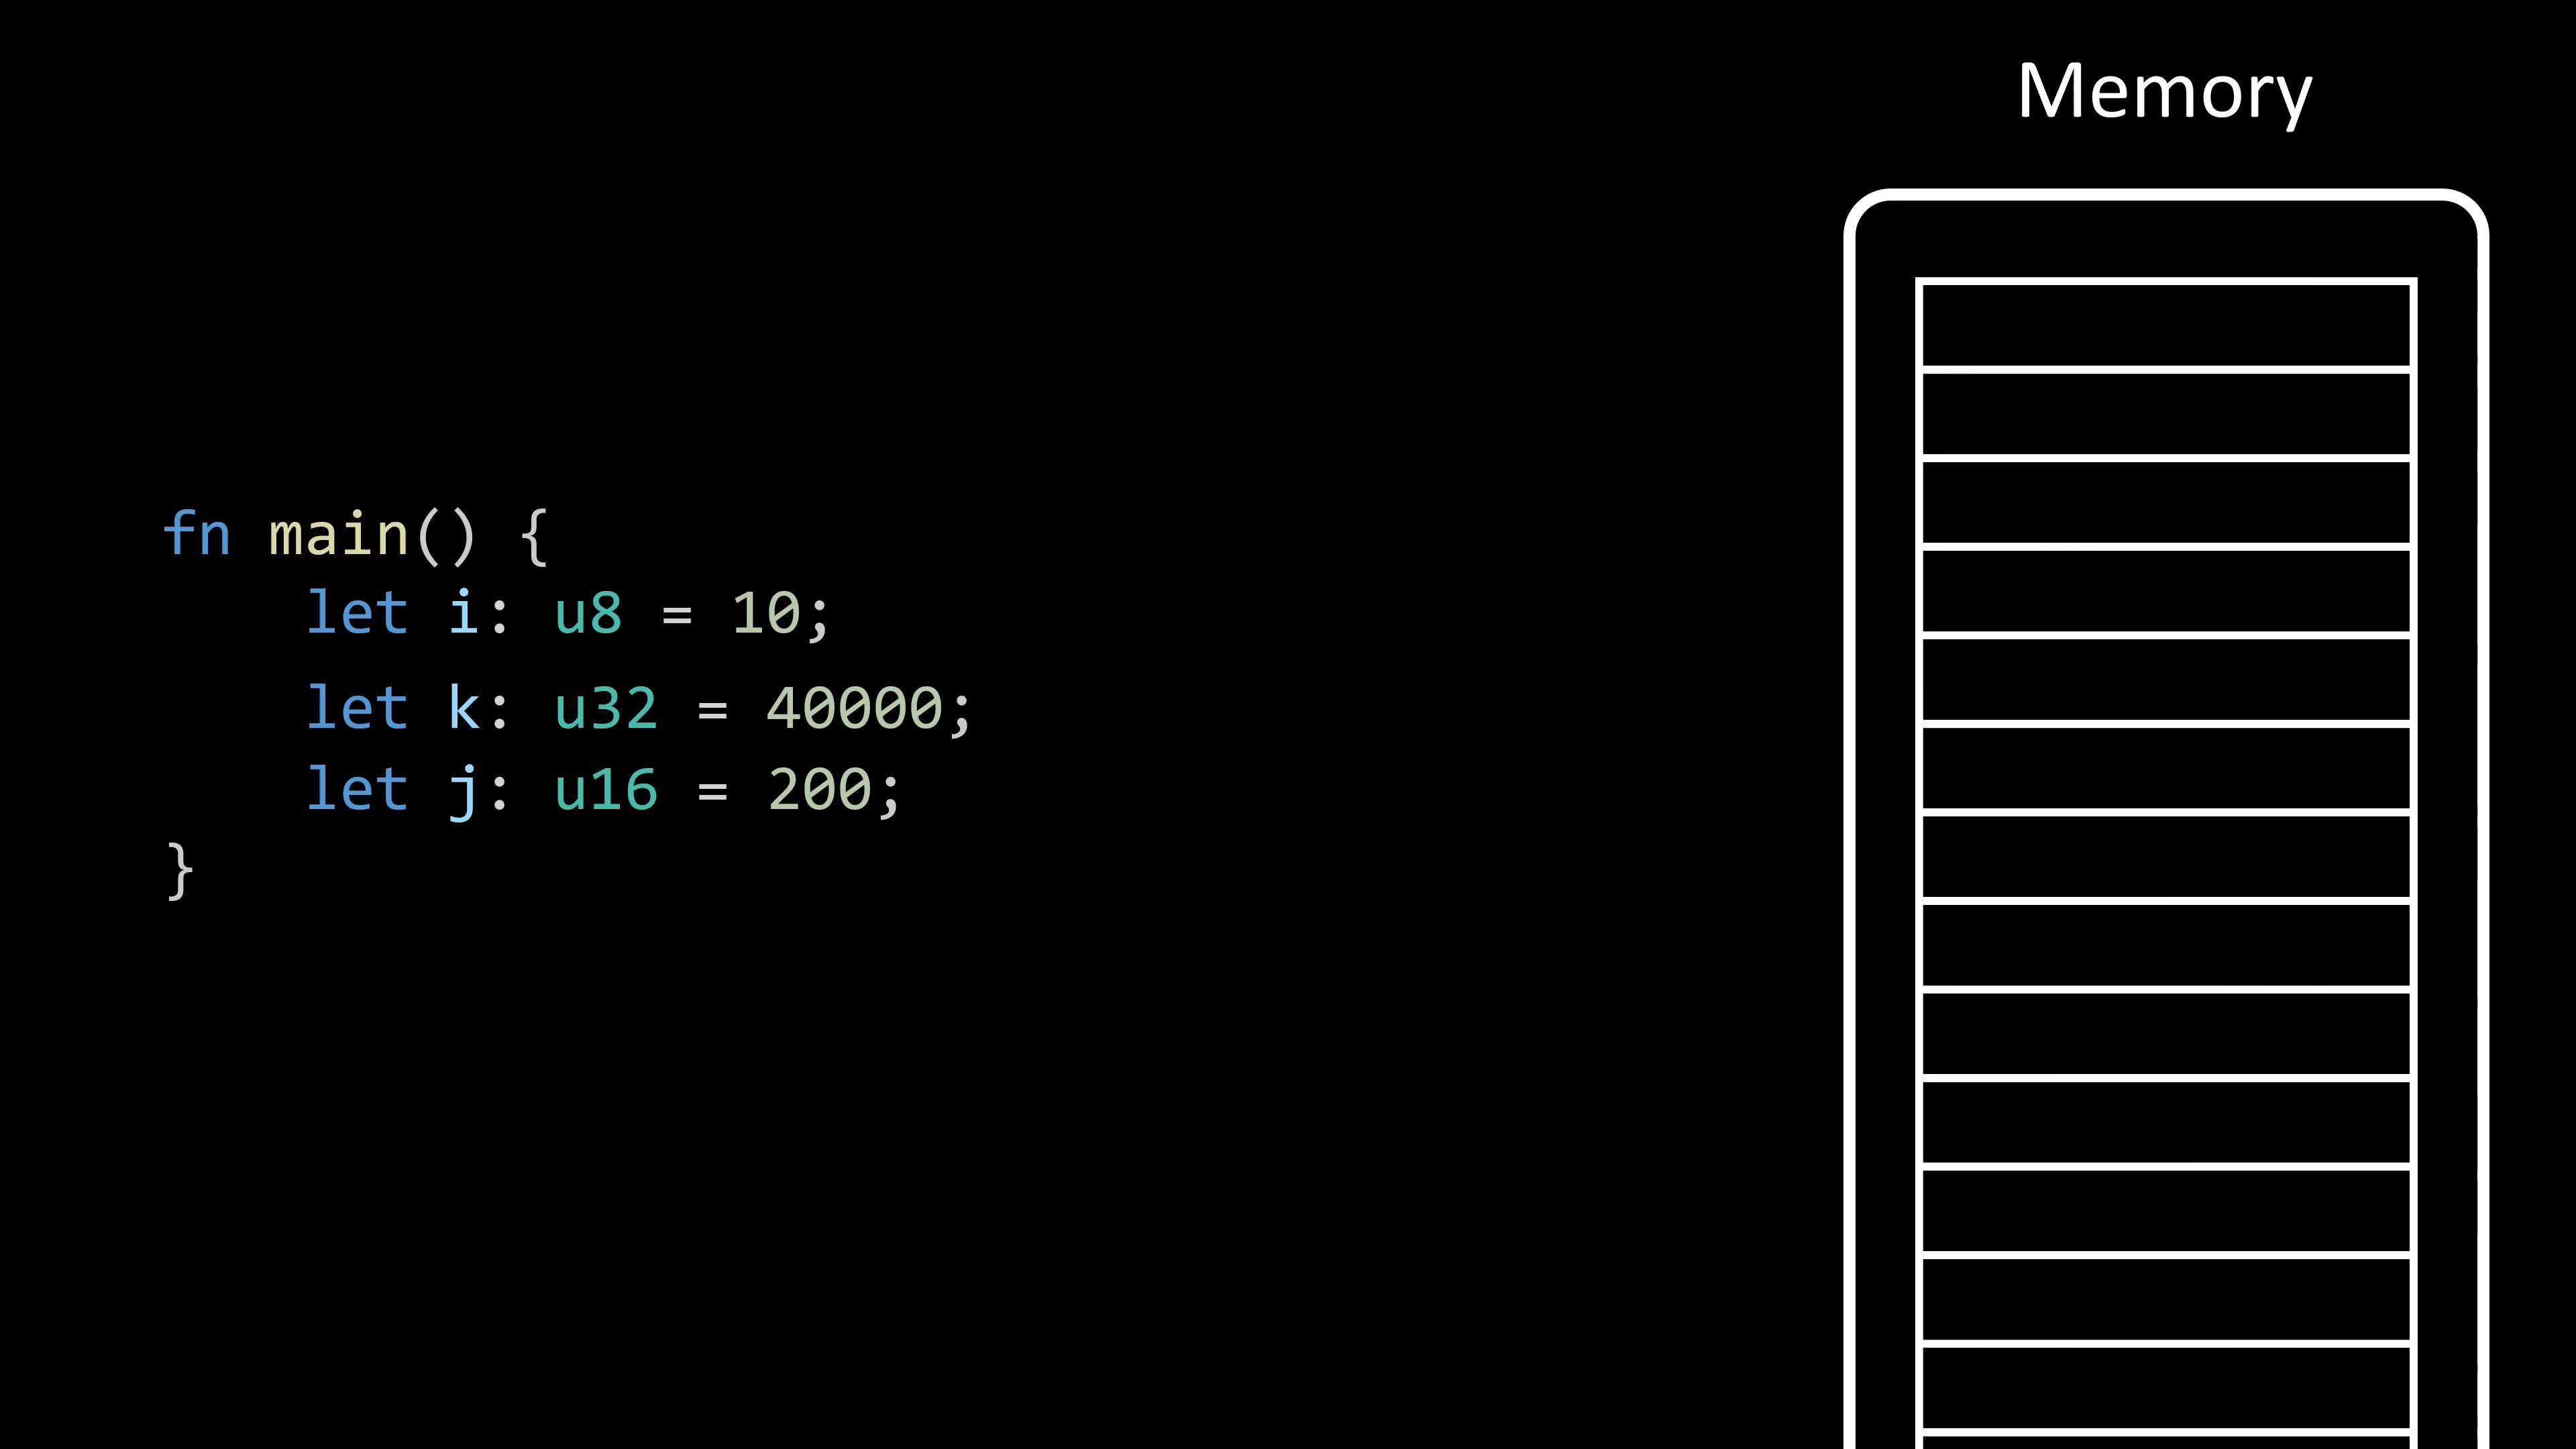 Memory
fn main() {
    let i: u8 = 10;
    let k: u32 = 40000;
    let j: u16 = 200;
}